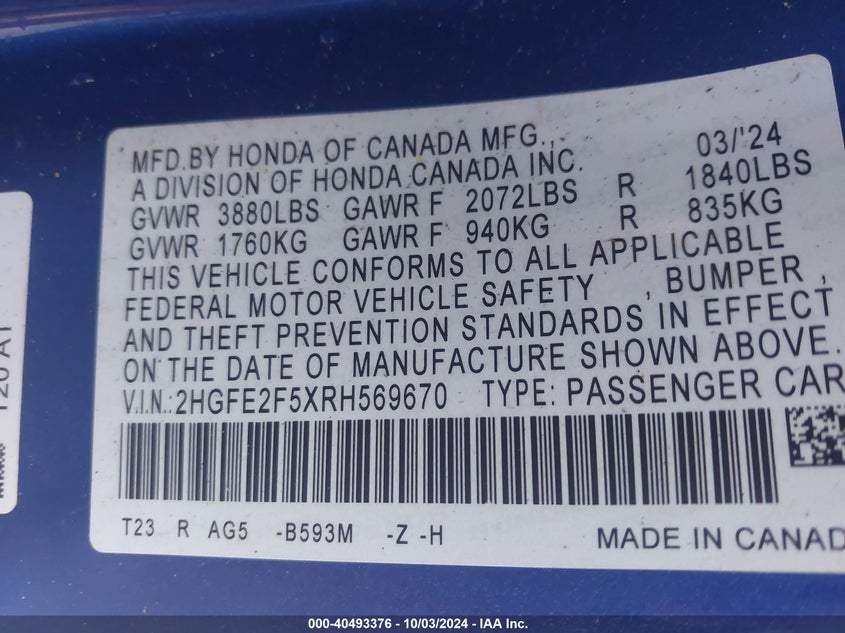 MFD.BY HONDA OF CANADA MFG., 03/'24
A DIVISION OF HONDA CANADA INC.
GVWR 3880LBS GAWR F 2072LBS R 1840LBS
GVWR 1760KG GAWR F 940KG R 835KG
THIS VEHICLE CONFORMS TO ALL APPLICABLE
FEDERAL MOTOR VEHICLE SAFETY , BUMPER ,
AND THEFT PREVENTION STANDARDS IN EFFECT
ON THE DATE OF MANUFACTURE SHOWN ABOVE.
V.I.N.:2HGFE2F5XRH569670 TYPE: PASSENGER CAR
T23 R AG5 -B593M -Z -H MADE IN CANAD
000-40493376 - 10/03/2024 - IAA Inc.